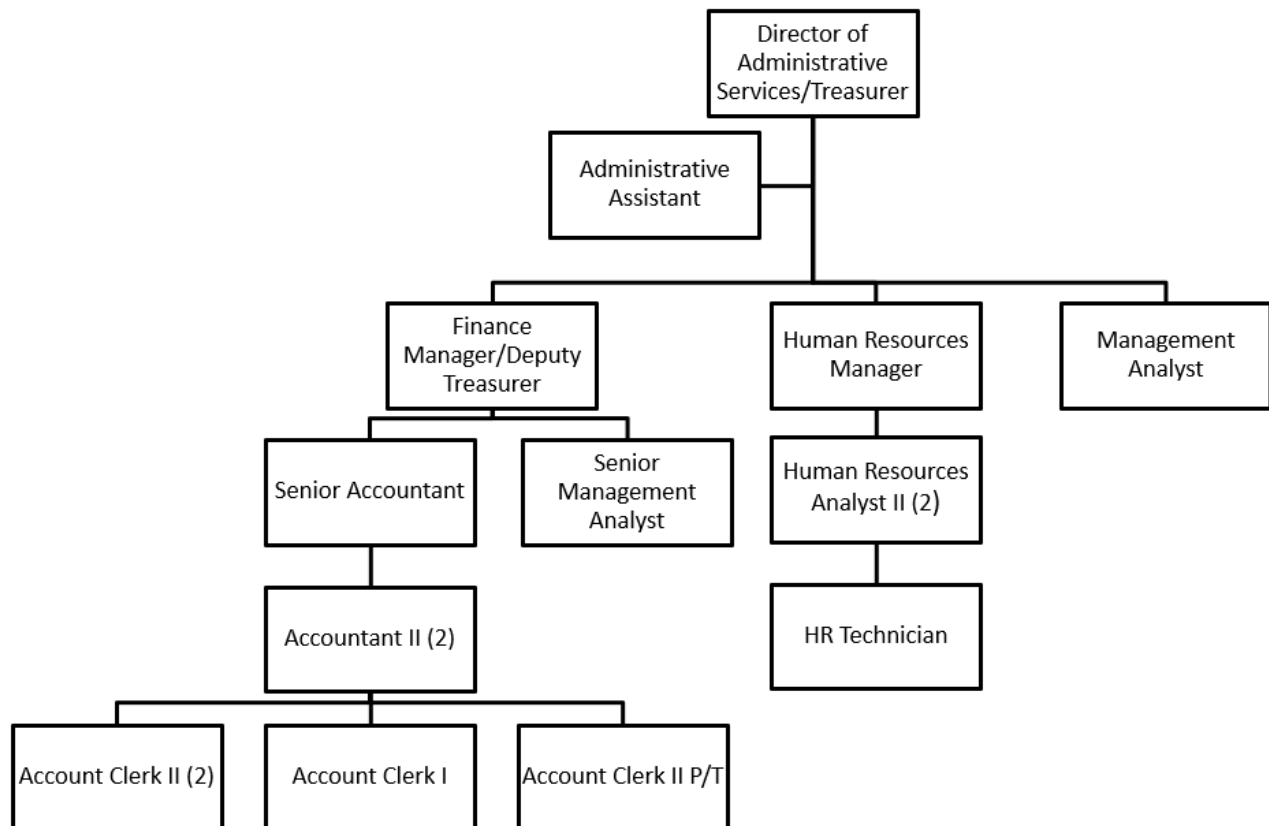 Director of
Administrative
Services/Treasurer
Administrative
Assistant
Finance
Manager/Deputy
Treasurer
Human Resources
Manager
Management
Analyst
Senior Accountant
Senior
Management
Analyst
Human Resources
Analyst II (2)
Accountant II (2)
HR Technician
Account Clerk II (2)
Account Clerk I
Account Clerk II P/T